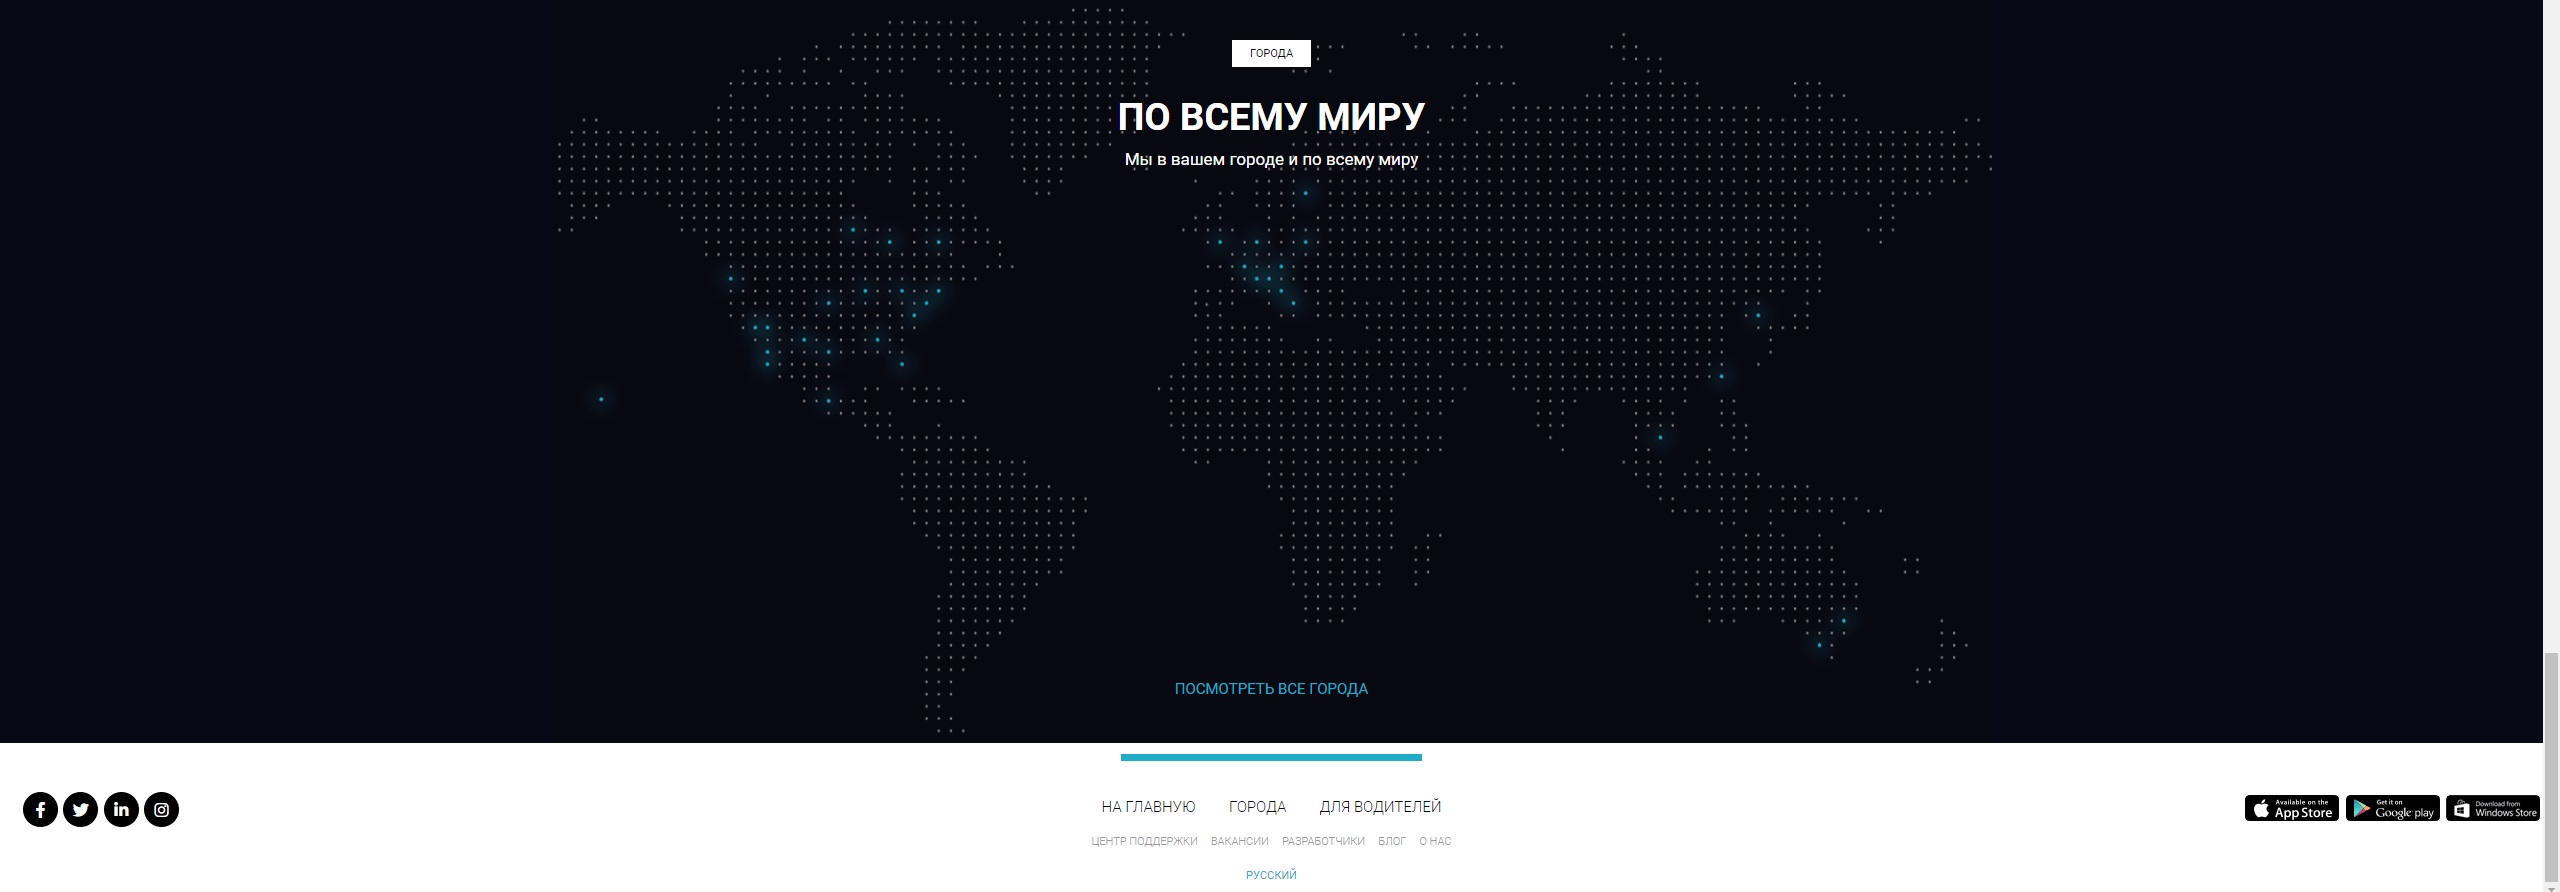 ГОРОДА
ПО ВСЕМУ МИРУ
Мы в вашем городе и по всему миру
ПОСМОТРЕТЬ ВСЕ ГОРОДА
НА ГЛАВНУЮ ГОРОДА ДЛЯ ВОДИТЕЛЕЙ
Available on the App Store
Get it on Google play
Download from Windows Store
ЦЕНТР ПОДДЕРЖКИ ВАКАНСИИ РАЗРАБОТЧИКИ БЛОГ О НАС
РУССКИЙ